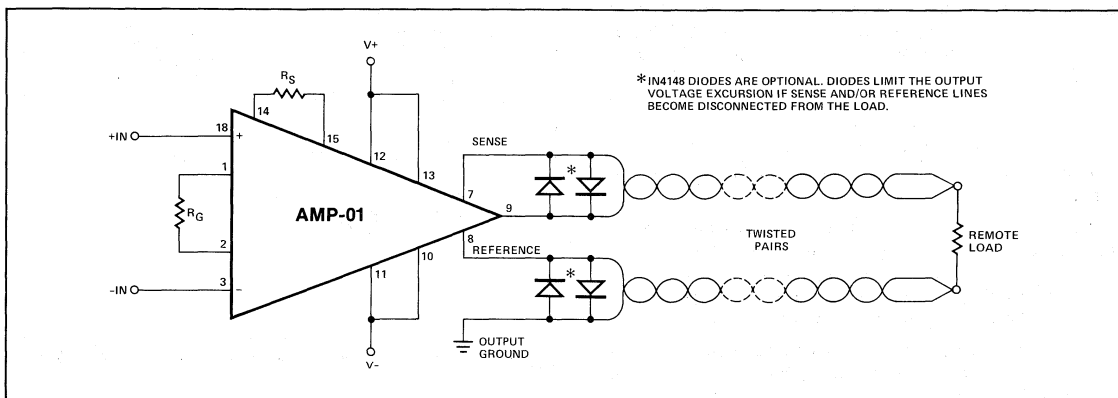 V+
RS
* IN4148 DIODES ARE OPTIONAL. DIODES LIMIT THE OUTPUT
VOLTAGE EXCURSION IF SENSE AND/OR REFERENCE LINES
BECOME DISCONNECTED FROM THE LOAD.
14
15
18
+IN
+
12
13
SENSE
1
7
*
RG
AMP-01
9
TWISTED
PAIRS
REMOTE
LOAD
2
8
REFERENCE
10
11
*
3
-IN
−
OUTPUT
GROUND
V-